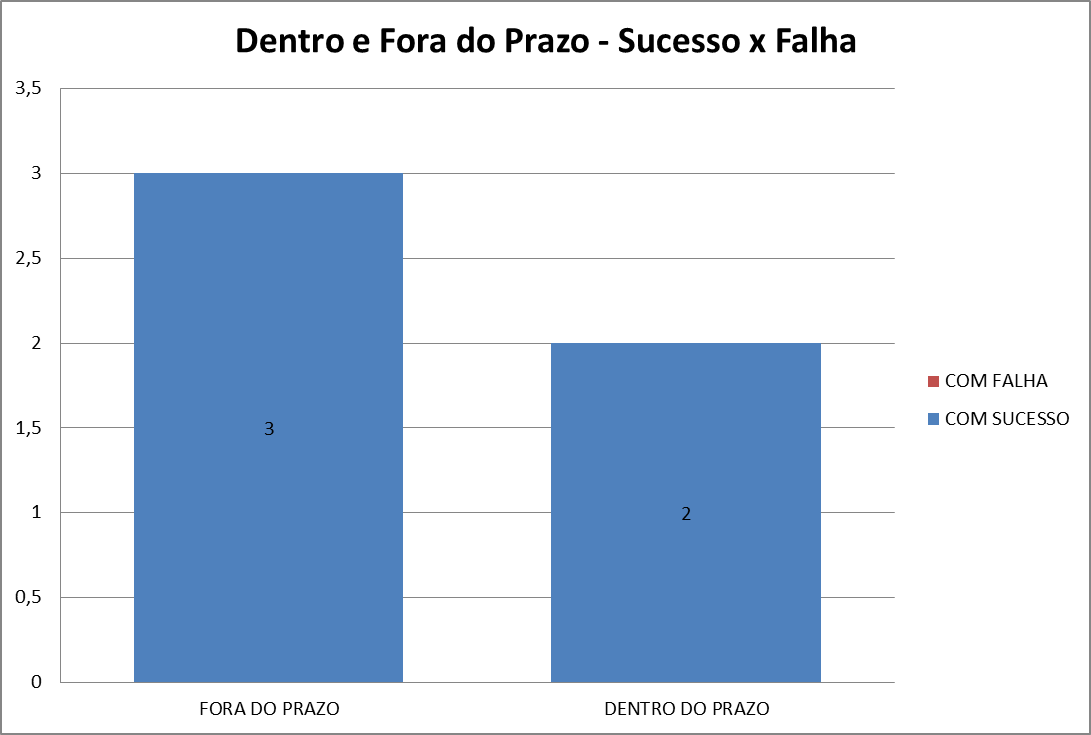 Dentro e Fora do Prazo - Sucesso x Falha
3,5
3
2,5
2
1,5
1
0,5
0
3
2
FORA DO PRAZO
DENTRO DO PRAZO
COM FALHA
COM SUCESSO